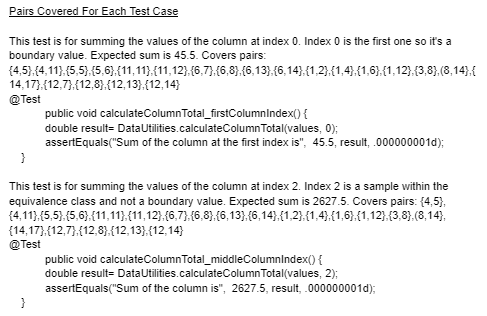 Pairs Covered For Each Test Case
This test is for summing the values of the column at index 0. Index 0 is the first one so it's a
boundary value. Expected sum is 45.5. Covers pairs:
{4,5},{4,11},{5,5},{5,6},{11,11},{11,12},{6,7},{6,8},{6,13},{6,14},{1,2},{1,4},{1,6},{1,12},{3,8},{8,14},{
14,17},{12,7},{12,8},{12,13},{12,14}
@Test
public void calculateColumnTotal_firstColumnIndex() {
double result= DataUtilities.calculateColumnTotal(values, 0);
assertEquals("Sum of the column at the first index is", 45.5, result, .000000001d);
}
This test is for summing the values of the column at index 2. Index 2 is a sample within the
equivalence class and not a boundary value. Expected sum is 2627.5. Covers pairs: {4,5},
{4,11},{5,5},{5,6},{11,11},{11,12},{6,7},{6,8},{6,13},{6,14},{1,2},{1,4},{1,6},{1,12},{3,8},{8,14},
{14,17},{12,7},{12,8},{12,13},{12,14}
@Test
public void calculateColumnTotal_middleColumnIndex() {
double result= DataUtilities.calculateColumnTotal(values, 2);
assertEquals("Sum of the column is", 2627.5, result, .000000001d);
}